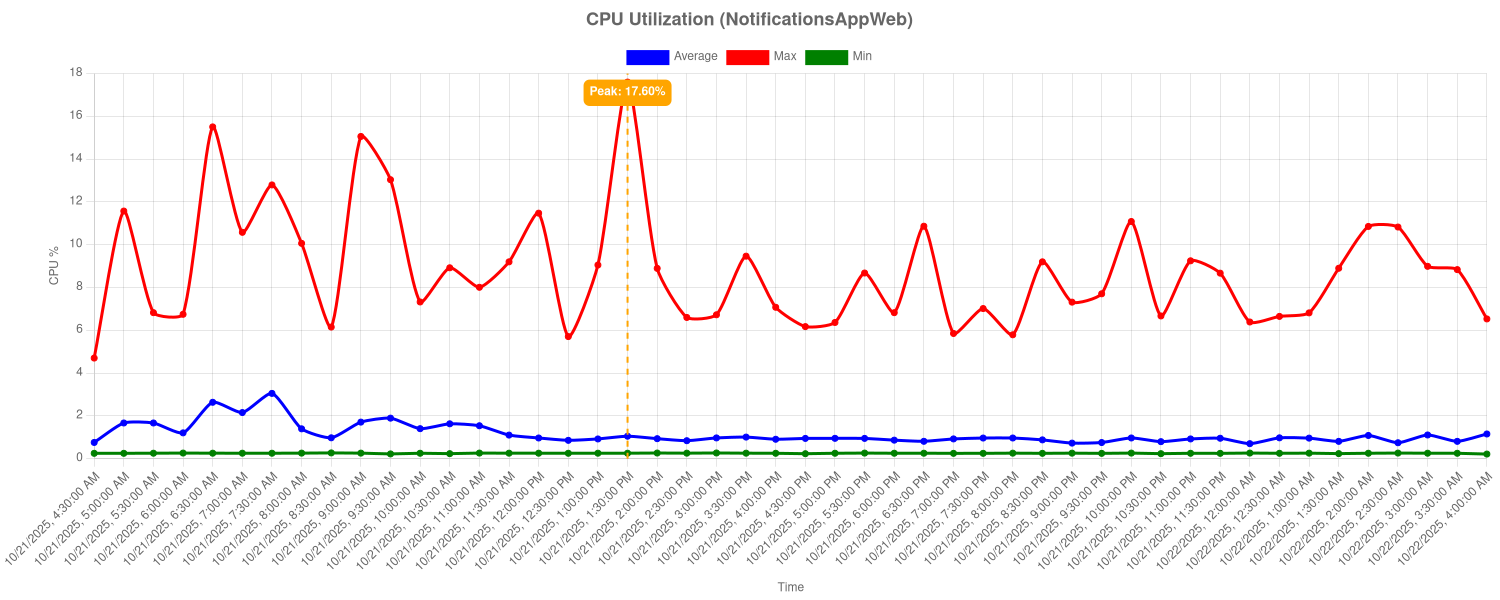 CPU Utilization (NotificationsAppWeb)
Average Max Min
18
16
14
12
10
8
6
4
2
0
CPU %
Peak: 17.60%
10/21/2025, 4:30:00 AM
10/21/2025, 5:00:00 AM
10/21/2025, 5:30:00 AM
10/21/2025, 6:00:00 AM
10/21/2025, 6:30:00 AM
10/21/2025, 7:00:00 AM
10/21/2025, 7:30:00 AM
10/21/2025, 8:00:00 AM
10/21/2025, 8:30:00 AM
10/21/2025, 9:00:00 AM
10/21/2025, 9:30:00 AM
10/21/2025, 10:00:00 AM
10/21/2025, 10:30:00 AM
10/21/2025, 11:00:00 AM
10/21/2025, 11:30:00 AM
10/21/2025, 12:00:00 PM
10/21/2025, 12:30:00 PM
10/21/2025, 1:00:00 PM
10/21/2025, 1:30:00 PM
10/21/2025, 2:00:00 PM
10/21/2025, 2:30:00 PM
10/21/2025, 3:00:00 PM
10/21/2025, 3:30:00 PM
10/21/2025, 4:00:00 PM
10/21/2025, 4:30:00 PM
10/21/2025, 5:00:00 PM
10/21/2025, 5:30:00 PM
10/21/2025, 6:00:00 PM
10/21/2025, 6:30:00 PM
10/21/2025, 7:00:00 PM
10/21/2025, 7:30:00 PM
10/21/2025, 8:00:00 PM
10/21/2025, 8:30:00 PM
10/21/2025, 9:00:00 PM
10/21/2025, 9:30:00 PM
10/21/2025, 10:00:00 PM
10/21/2025, 10:30:00 PM
10/21/2025, 11:00:00 PM
10/21/2025, 11:30:00 PM
10/22/2025, 12:00:00 AM
10/22/2025, 12:30:00 AM
10/22/2025, 1:00:00 AM
10/22/2025, 1:30:00 AM
10/22/2025, 2:00:00 AM
10/22/2025, 2:30:00 AM
10/22/2025, 3:00:00 AM
10/22/2025, 3:30:00 AM
10/22/2025, 4:00:00 AM
Time